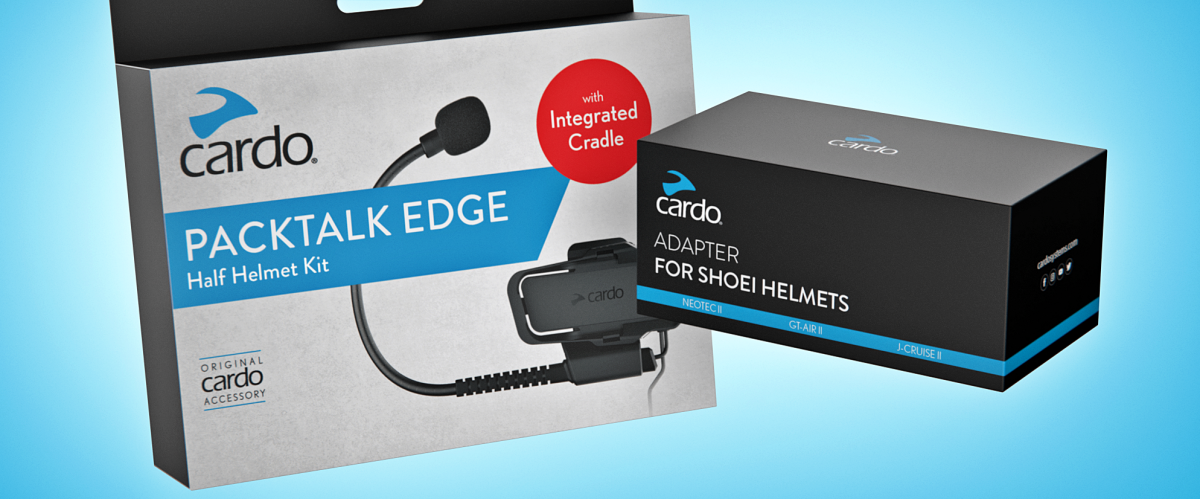 cardo
PACKTALK EDGE
Half Helmet Kit
with
Integrated
Cradle
cardo
ORIGINAL
cardo
ACCESSORY
cardo
cardo
ADAPTER
FOR SHOEI HELMETS
NEOTEC II
GT-AIR II
J-CRUISE II
cardosystems.com